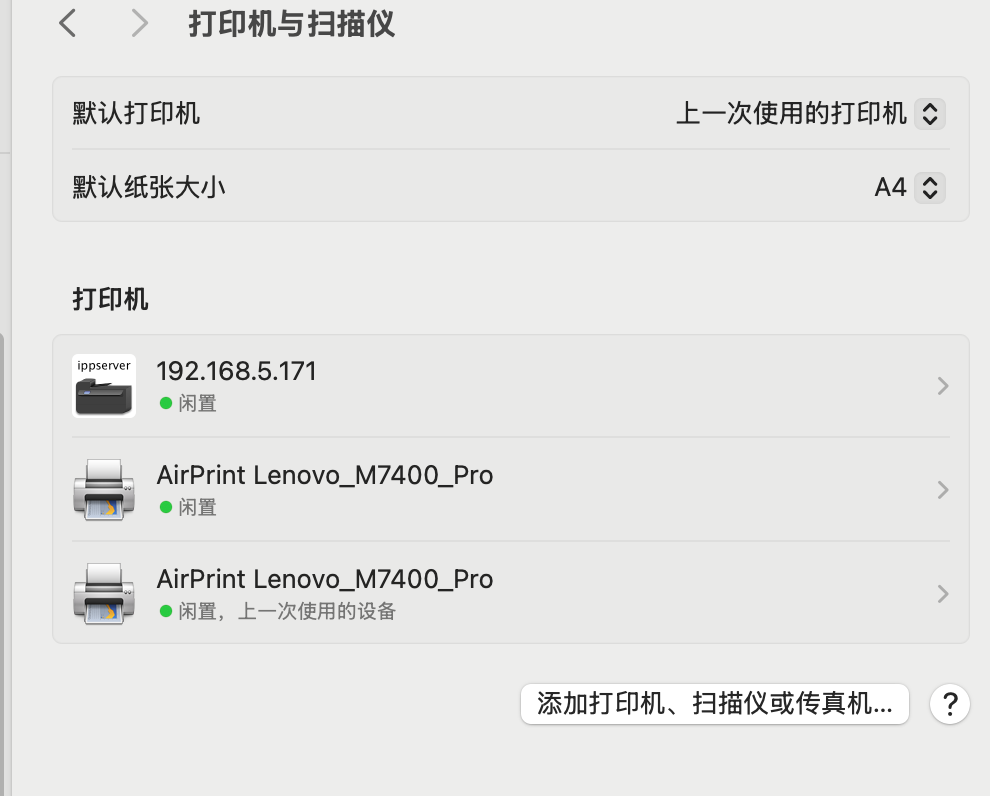 打印机与扫描仪
默认打印机 上一次使用的打印机
默认纸张大小 A4
打印机
ippserver
192.168.5.171
闲置
AirPrint Lenovo_M7400_Pro
闲置
AirPrint Lenovo_M7400_Pro
闲置，上一次使用的设备
添加打印机、扫描仪或传真机... ?